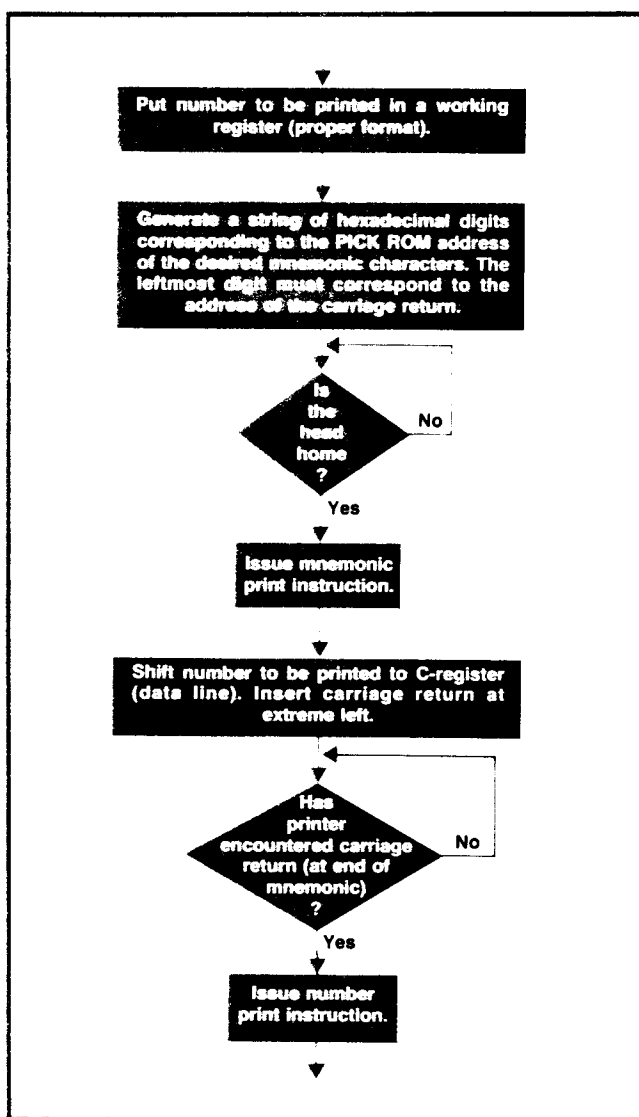 Put number to be printed in a working
register (proper format).
Generate a string of hexadecimal digits
corresponding to the PICK ROM address
of the desired mnemonic characters. The
leftmost digit must correspond to the
address of the carriage return.
Is
the
head
home
?
No
Yes
Issue mnemonic
print instruction.
Shift number to be printed to C-register
(data line). Insert carriage return at
extreme left.
Has
printer
encountered carriage
return (at end of
mnemonic)
?
No
Yes
Issue number
print instruction.